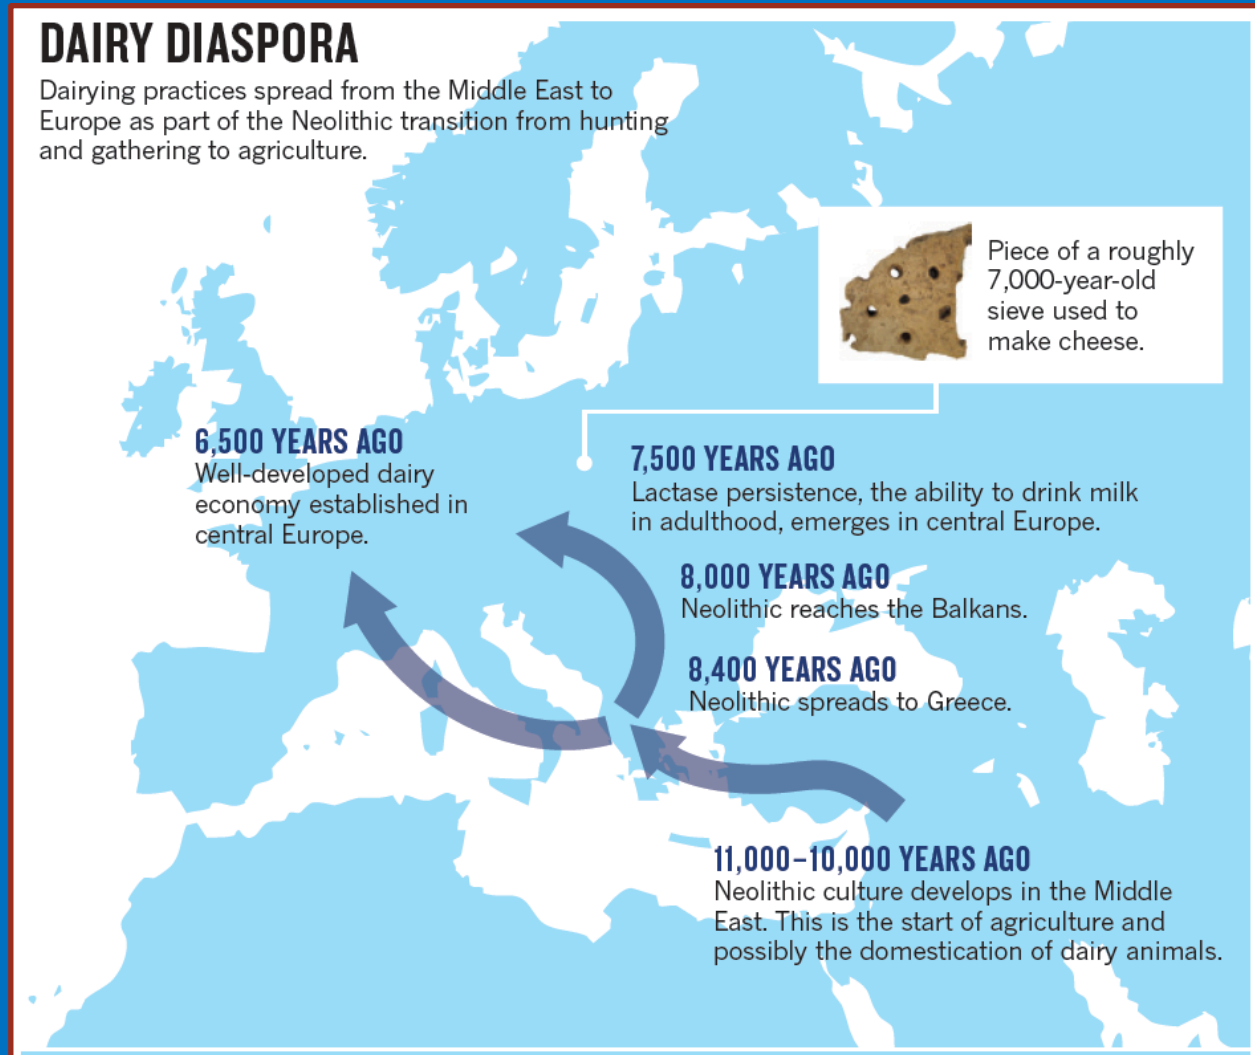 DAIRY DIASPORA
Dairying practices spread from the Middle East to
Europe as part of the Neolithic transition from hunting
and gathering to agriculture.
Piece of a roughly
7,000-year-old
sieve used to
make cheese.
6,500 YEARS AGO
Well-developed dairy
economy established in
central Europe.
7,500 YEARS AGO
Lactase persistence, the ability to drink milk
in adulthood, emerges in central Europe.
8,000 YEARS AGO
Neolithic reaches the Balkans.
8,400 YEARS AGO
Neolithic spreads to Greece.
11,000–10,000 YEARS AGO
Neolithic culture develops in the Middle
East. This is the start of agriculture and
possibly the domestication of dairy animals.